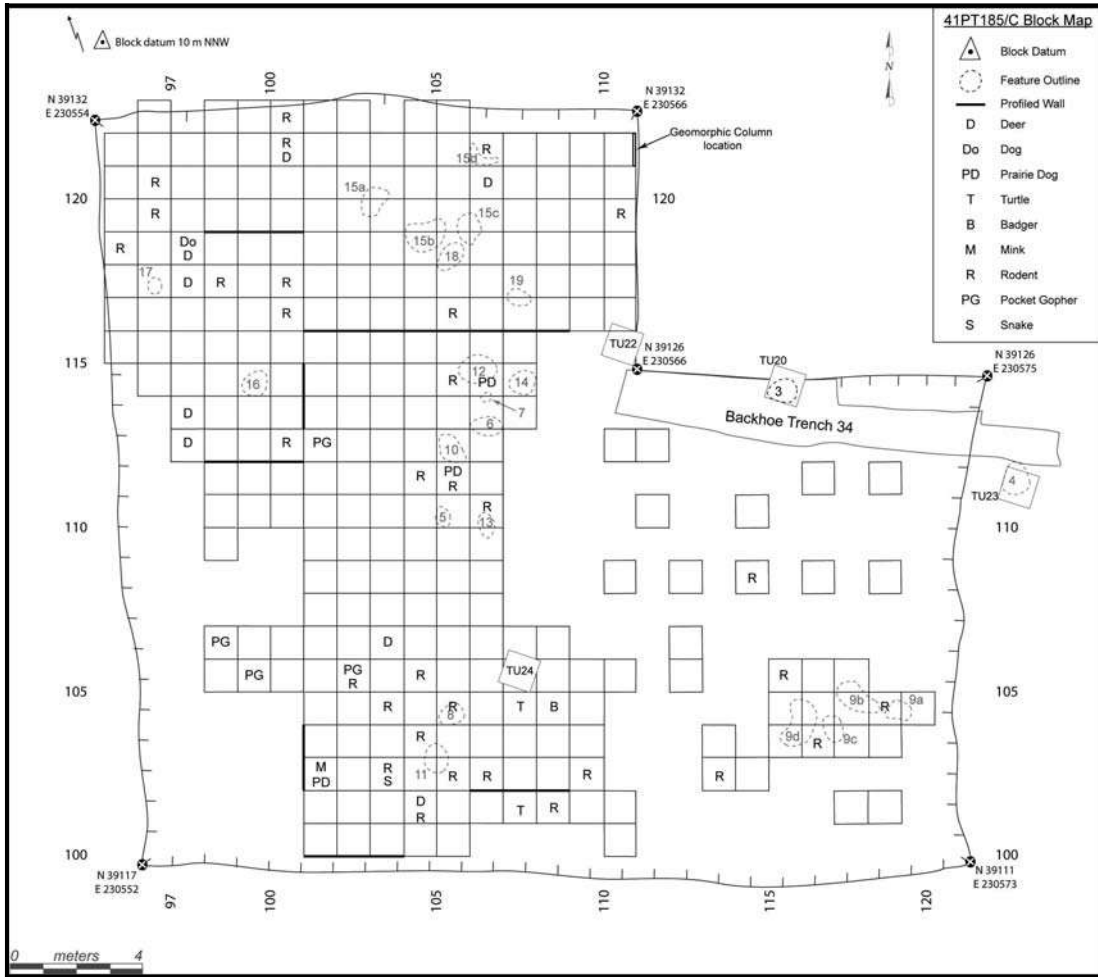 41PT185/C Block Map
Block Datum
Feature Outline
Profiled Wall
D Deer
Do Dog
PD Prairie Dog
T Turtle
B Badger
M Mink
R Rodent
PG Pocket Gopher
S Snake
Block datum 10 m NNW
N
97 100 105 110
N 39132
E 230554
N 39132
E 230566
Geomorphic Column
location
R
R
D
R
15d
R
D
120
120
15a
R
R
15c
R
R
Do
D
15b
18
17
D
R
R
19
R
R
115
TU22
N 39126
E 230566
TU20
N 39126
E 230575
12
16
R
PD
14
3
7
D
6
Backhoe Trench 34
D
R
PG
10
R
PD
R
4
TU23
R
5
13
110
110
R
PG
D
PG
PG
R
R
TU24
R
105
105
R
R
8
T
B
9b
R
9a
R
9d
R
9c
M
PD
R
S
11
R
R
R
R
D
R
T
R
100
100
N 39117
E 230552
N 39111
E 230573
97 100 105 110 115 120
0 meters 4